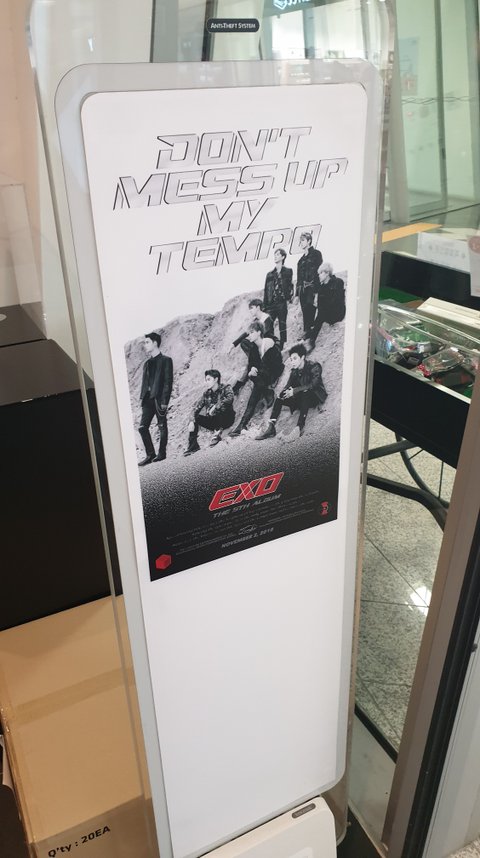 ANTI-THEFT SYSTEM
DON'T
MESS UP
MY
TEMPO
EXO
THE 5TH ALBUM
NOVEMBER 2, 2018
Q'ty : 20EA